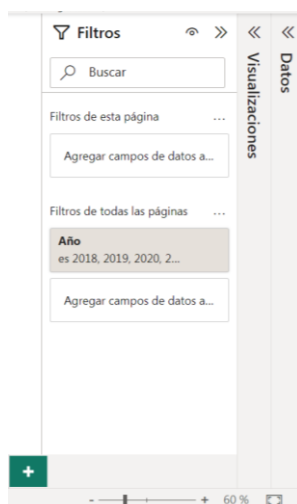 Filtros
Buscar
Filtros de esta página ...
Agregar campos de datos a...
Filtros de todas las páginas ...
Año
es 2018, 2019, 2020, 2...
Agregar campos de datos a...
Visualizaciones
Datos
+
- + 60 %